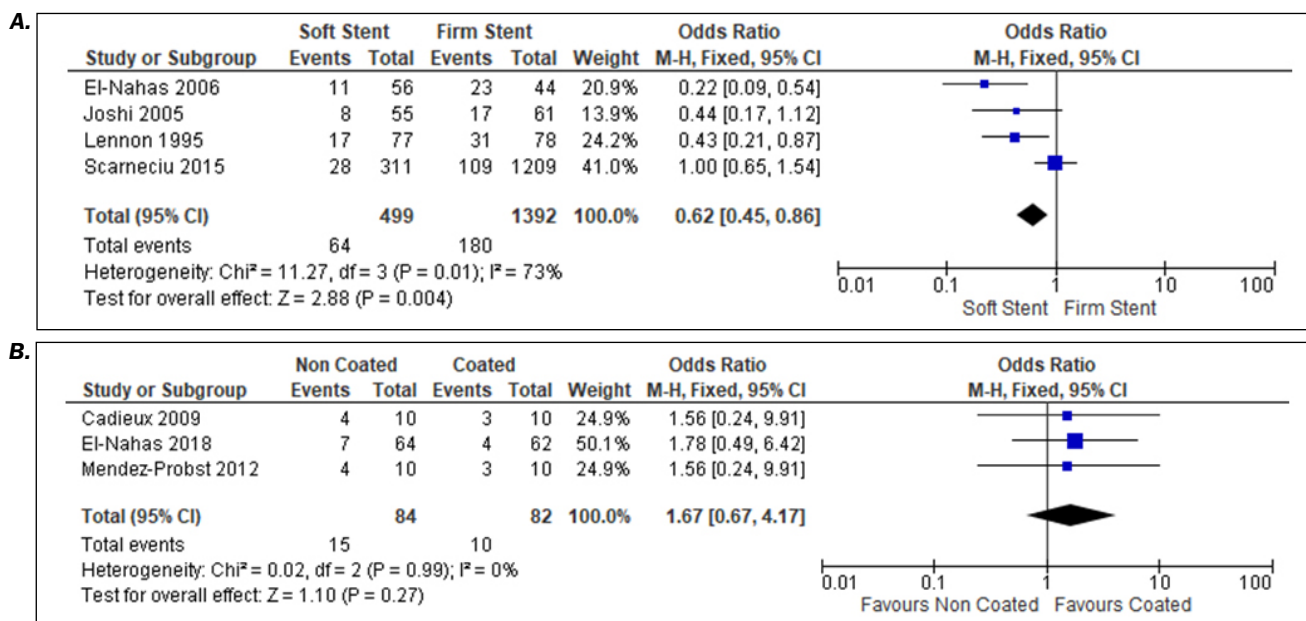 A.
Soft Stent Firm Stent Odds Ratio Odds Ratio
Study or Subgroup Events Total Events Total Weight M-H, Fixed, 95% CI M-H, Fixed, 95% CI
El-Nahas 2006 11 56 23 44 20.9% 0.22 [0.09, 0.54]
Joshi 2005 8 55 17 61 13.9% 0.44 [0.17, 1.12]
Lennon 1995 17 77 31 78 24.2% 0.43 [0.21, 0.87]
Scarneciu 2015 28 311 109 1209 41.0% 1.00 [0.65, 1.54]
Total (95% CI) 499 1392 100.0% 0.62 [0.45, 0.86]
Total events 64 180
Heterogeneity: Chi² = 11.27, df = 3 (P = 0.01); I² = 73%
Test for overall effect: Z = 2.88 (P = 0.004)
0.01 0.1 1 10 100
Soft Stent Firm Stent
B.
Non Coated Coated Odds Ratio Odds Ratio
Study or Subgroup Events Total Events Total Weight M-H, Fixed, 95% CI M-H, Fixed, 95% CI
Cadieux 2009 4 10 3 10 24.9% 1.56 [0.24, 9.91]
El-Nahas 2018 7 64 4 62 50.1% 1.78 [0.49, 6.42]
Mendez-Probst 2012 4 10 3 10 24.9% 1.56 [0.24, 9.91]
Total (95% CI) 84 82 100.0% 1.67 [0.67, 4.17]
Total events 15 10
Heterogeneity: Chi² = 0.02, df = 2 (P = 0.99); I² = 0%
Test for overall effect: Z = 1.10 (P = 0.27)
0.01 0.1 1 10 100
Favours Non Coated Favours Coated